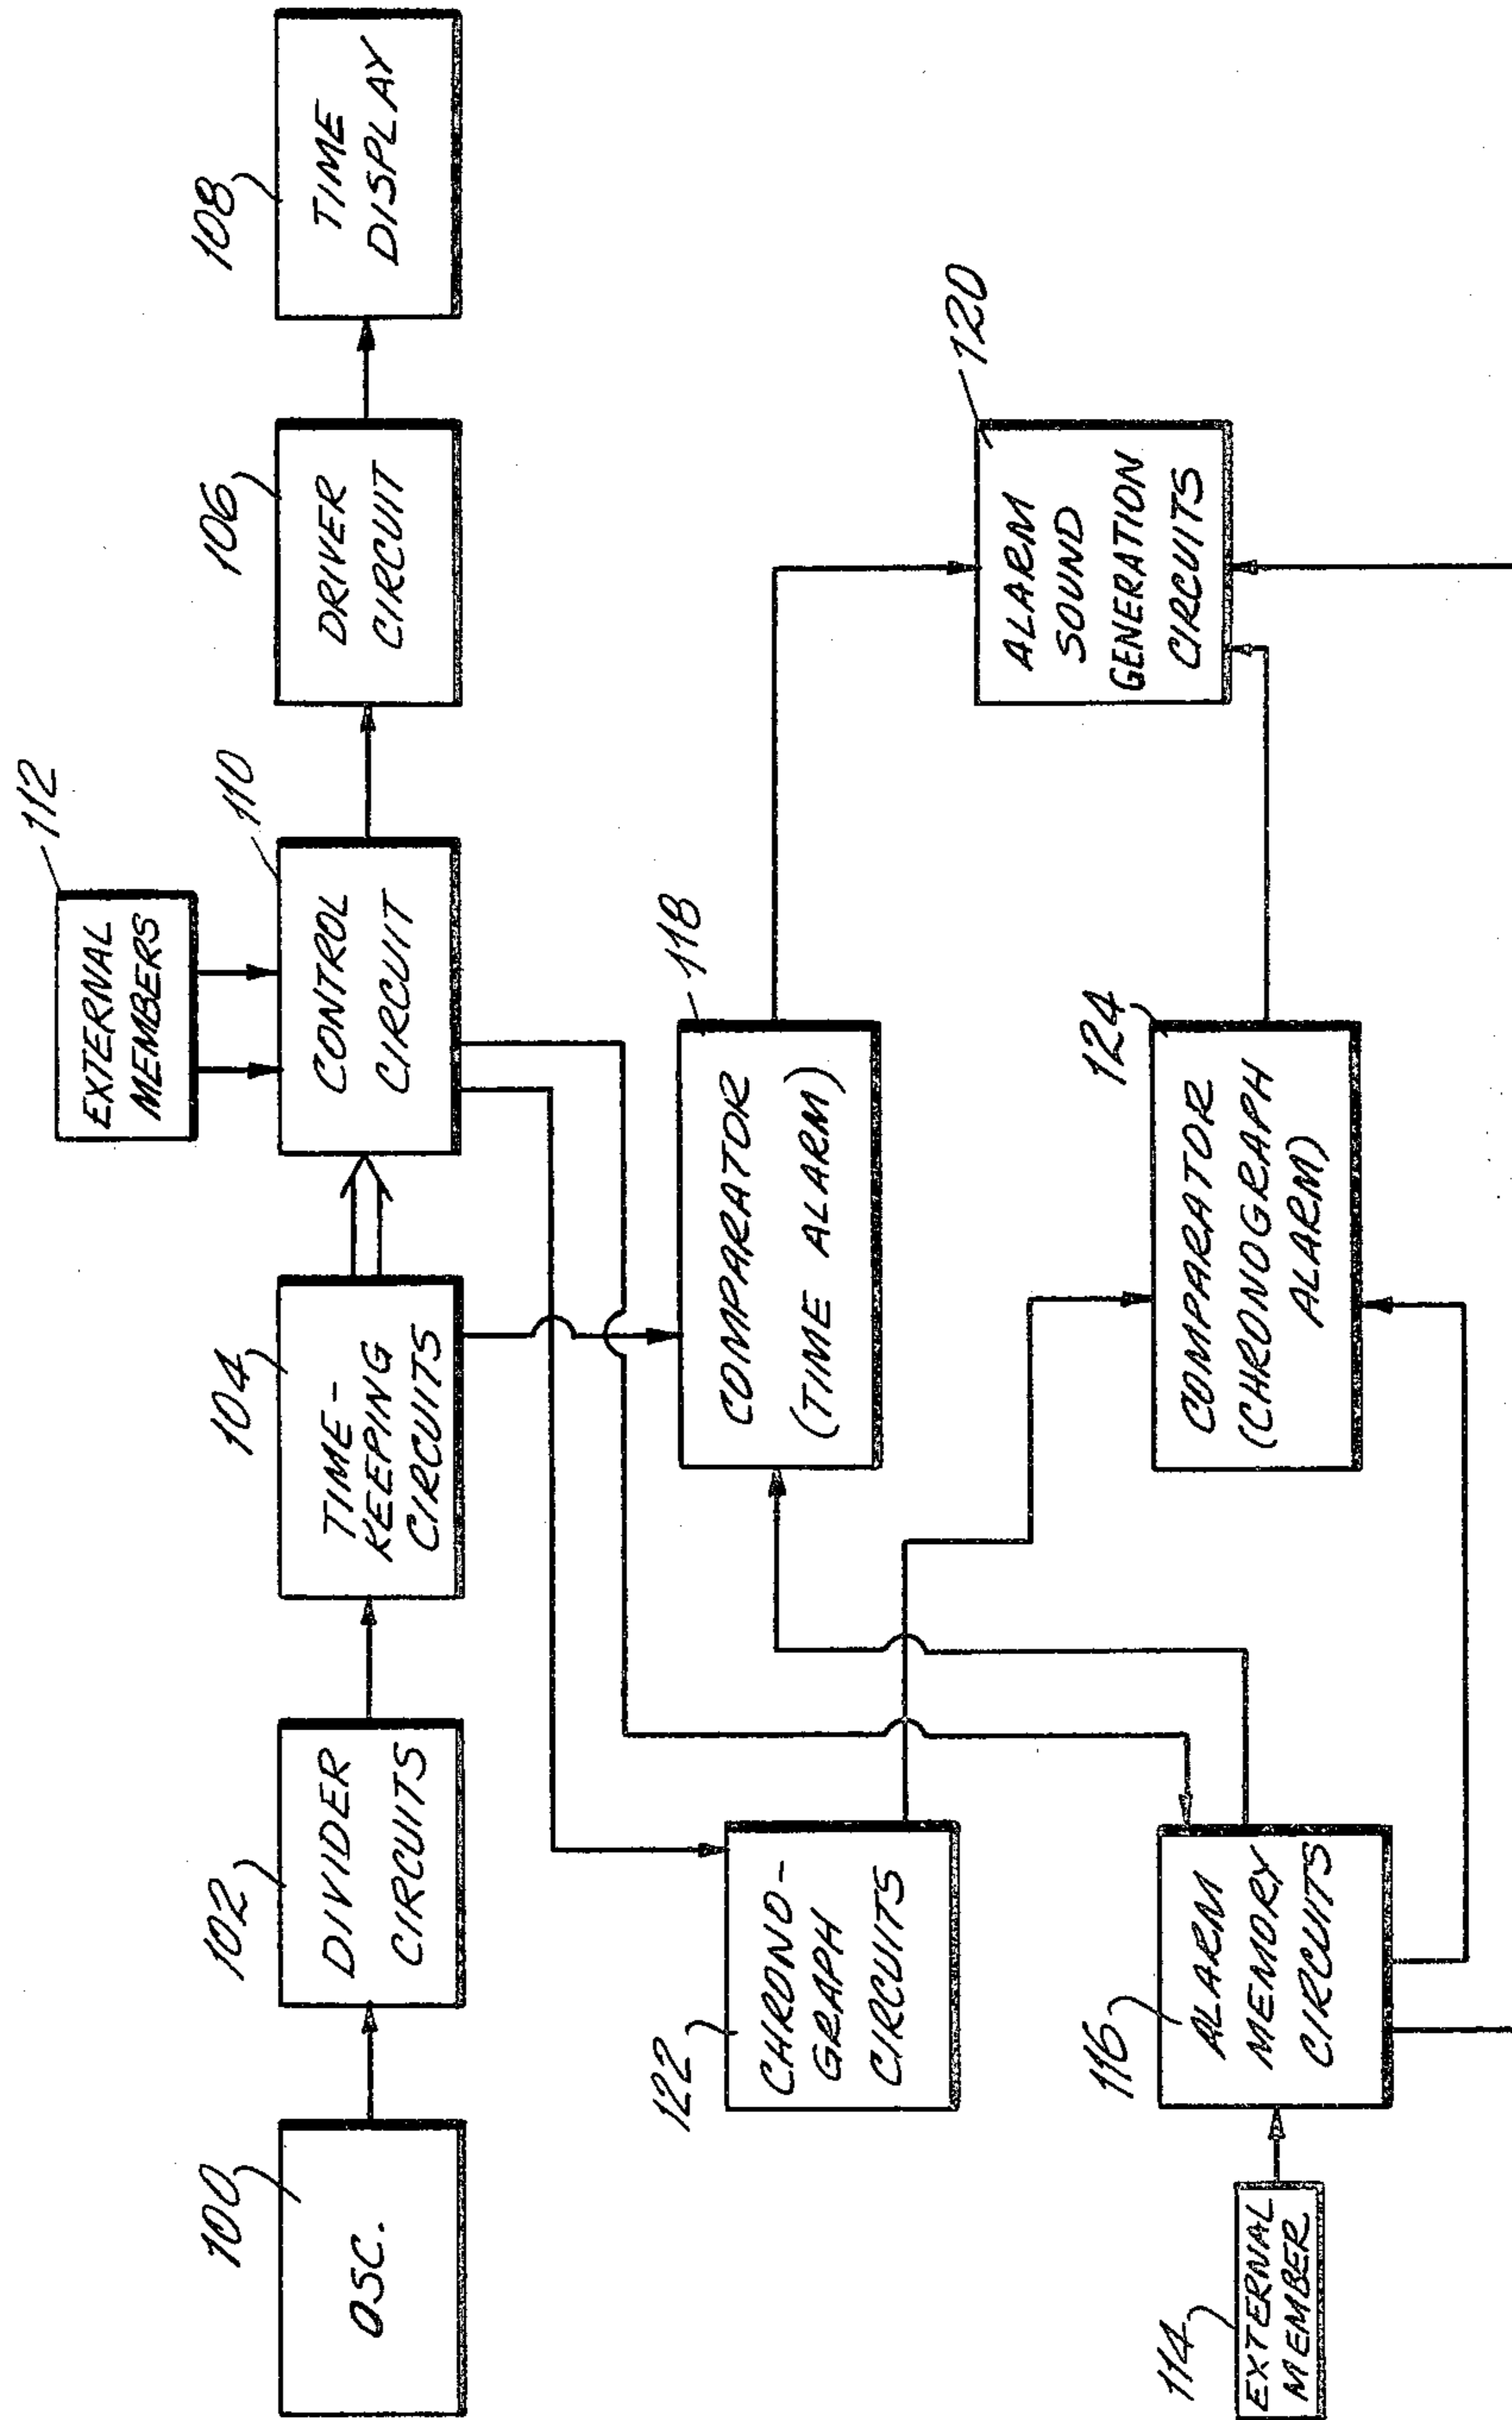 112
EXTERNAL
MEMBERS
100
OSC.
102
DIVIDER
CIRCUITS
104
TIME-
KEEPING
CIRCUITS
110
CONTROL
CIRCUIT
106
DRIVER
CIRCUIT
108
TIME
DISPLAY
122
CHRONO-
GRAPH
CIRCUITS
118
COMPARATOR
(TIME ALARM)
120
ALARM
SOUND
GENERATION
CIRCUITS
114
EXTERNAL
MEMBER
116
ALARM
MEMORY
CIRCUITS
124
COMPARATOR
(CHRONOGRAPH
ALARM)